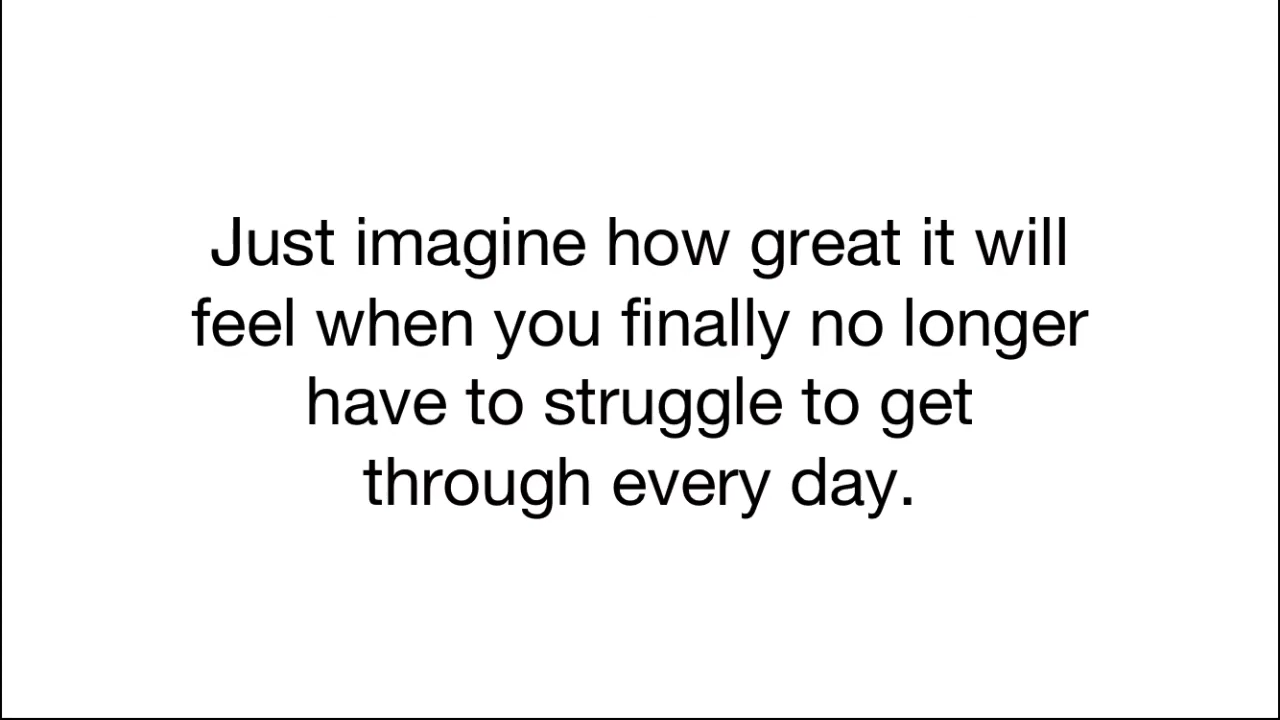 Just imagine how great it will
feel when you finally no longer
have to struggle to get
through every day.